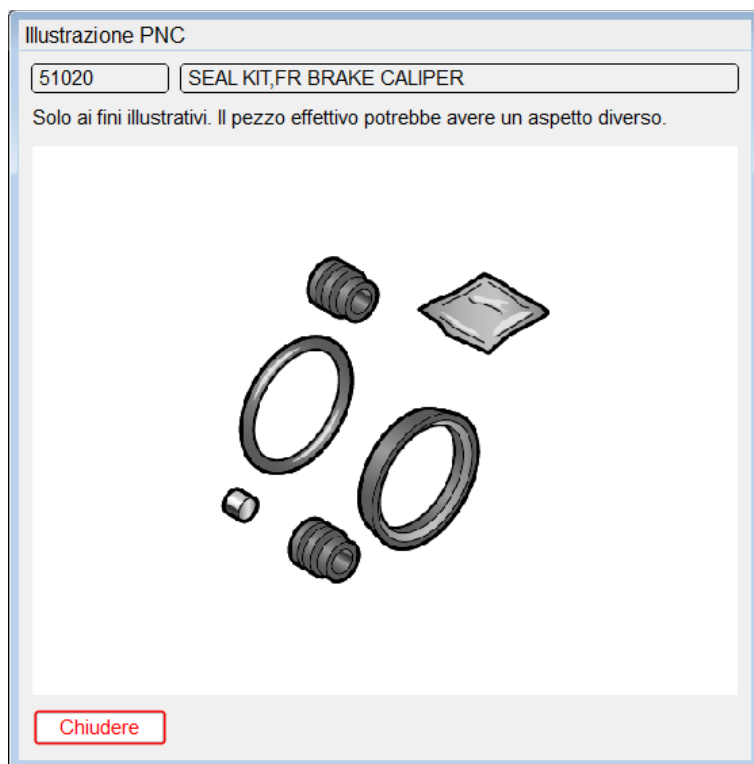 Illustrazione PNC
51020 SEAL KIT,FR BRAKE CALIPER
Solo ai fini illustrativi. Il pezzo effettivo potrebbe avere un aspetto diverso.
Chiudere